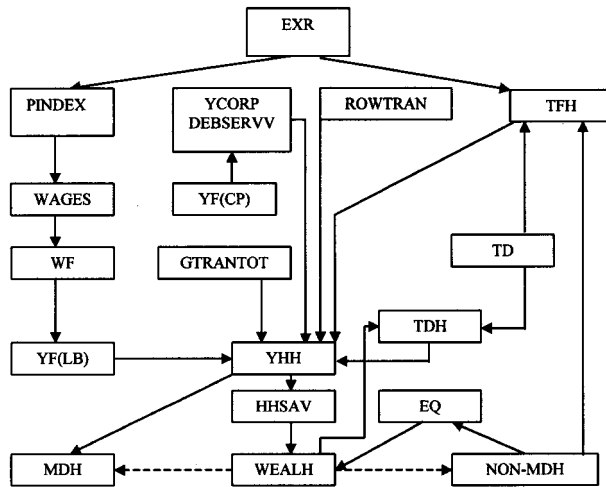 EXR
PINDEX
YCORP
DEBSERVV
ROWTRAN
TFH
WAGES
YF(CP)
WF
GTRANTOT
TD
TDH
YF(LB)
YHH
HHSAV
EQ
MDH
WEALH
NON-MDH